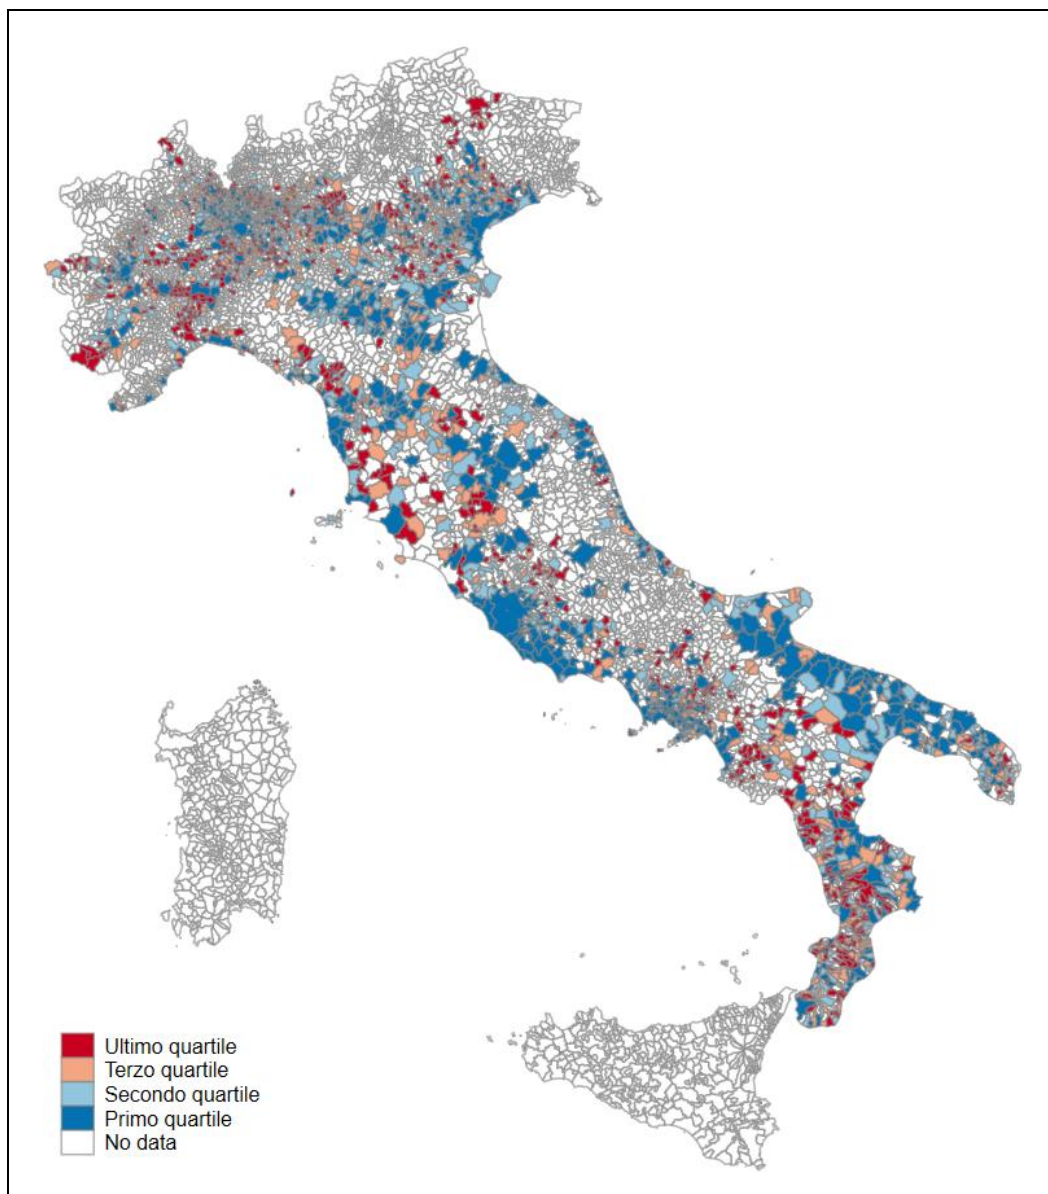 Ultimo quartile
Terzo quartile
Secondo quartile
Primo quartile
No data